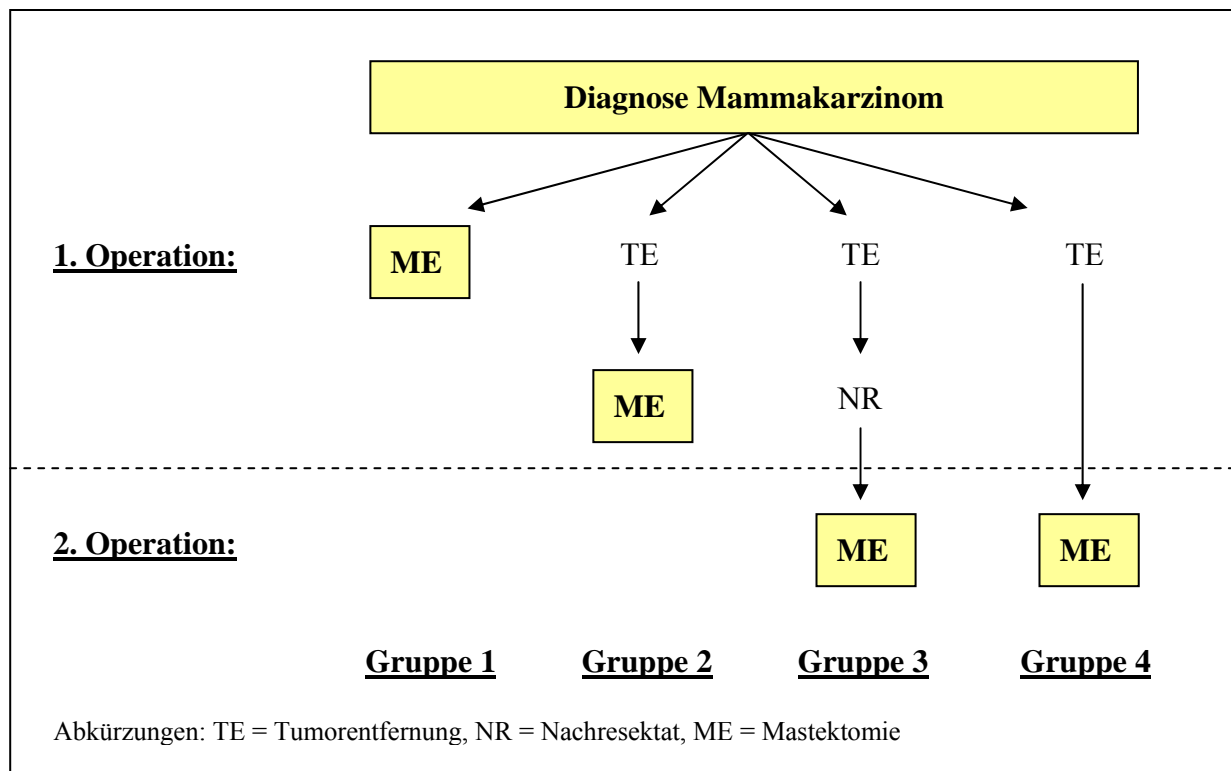 Diagnose Mammakarzinom
1. Operation: ME TE TE TE
ME NR
2. Operation: ME ME
Gruppe 1 Gruppe 2 Gruppe 3 Gruppe 4
Abkürzungen: TE = Tumorentfernung, NR = Nachresektat, ME = Mastektomie